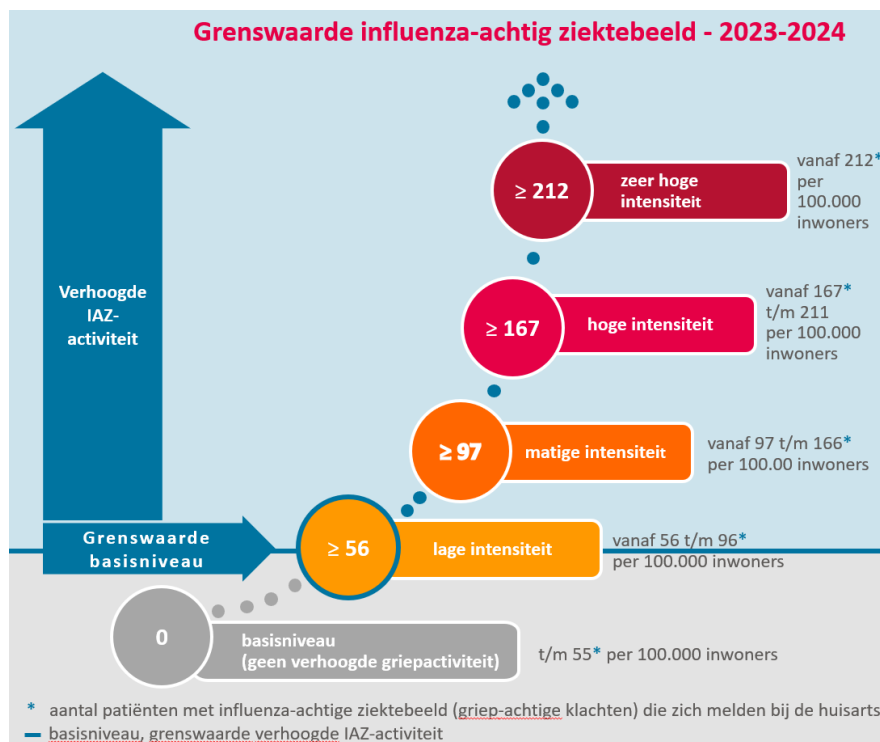 Grenswaarde influenza-achtig ziektebeeld - 2023-2024
≥ 212
zeer hoge
intensiteit
vanaf 212*
per
100.000
inwoners
Verhoogde
IAZ-
activiteit
≥ 167
hoge intensiteit
vanaf 167*
t/m 211
per 100.000
inwoners
≥ 97
matige intensiteit
vanaf 97 t/m 166*
per 100.00 inwoners
Grenswaarde
basisniveau
≥ 56
lage intensiteit
vanaf 56 t/m 96*
per 100.000 inwoners
0
basisniveau
(geen verhoogde griepactiviteit)
t/m 55* per 100.000 inwoners
* aantal patiënten met influenza-achtige ziektebeeld (griep-achtige klachten) die zich melden bij de huisarts
basisniveau, grenswaarde verhoogde IAZ-activiteit